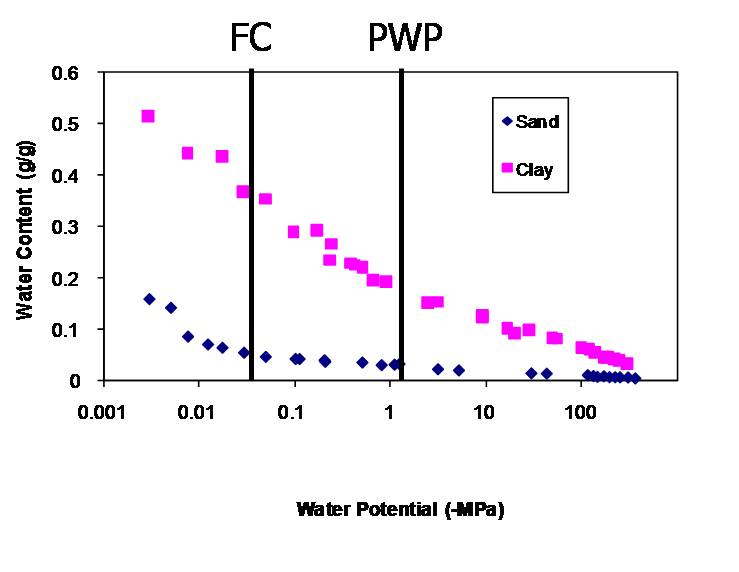 FC
PWP
0.6
0.5
0.4
0.3
0.2
0.1
0
Water Content (g/g)
Sand
Clay
0.001 0.01 0.1 1 10 100
Water Potential (-MPa)